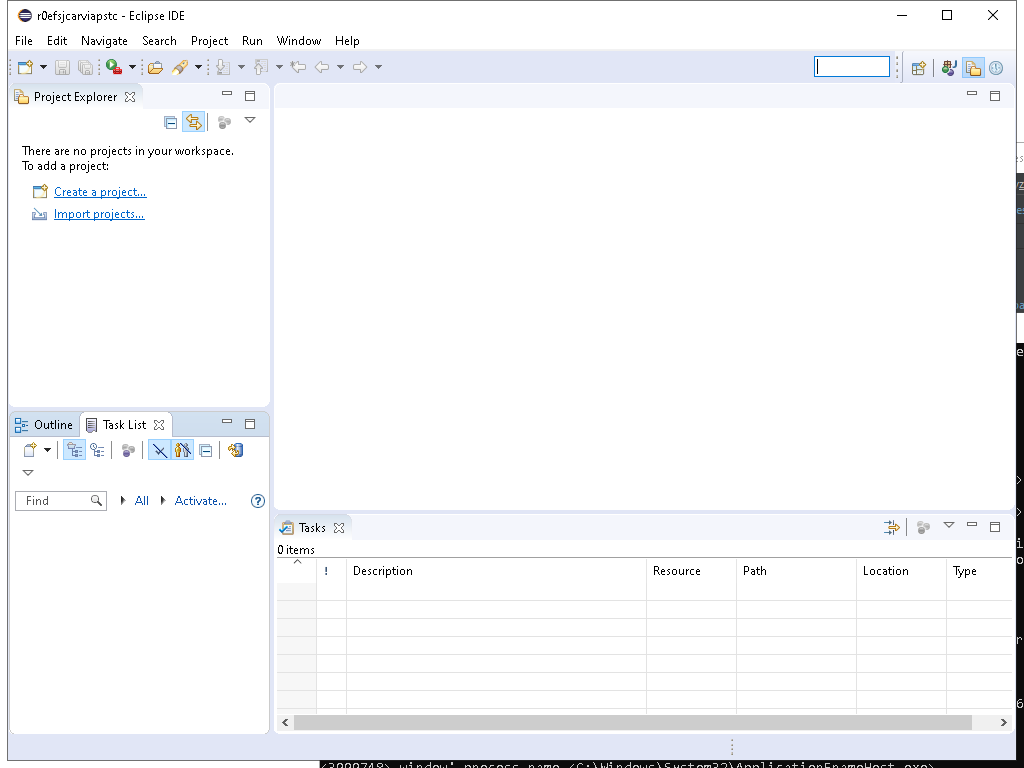 r0efsjcarviapstc - Eclipse IDE
File Edit Navigate Search Project Run Window Help
Project Explorer
There are no projects in your workspace.
To add a project:
Create a project...
Import projects...
Outline Task List
Find All Activate...
Tasks
0 items
! Description Resource Path Location Type
<3999748> window' process name <C:\Windows\System32\ApplicationFrameHost.exe>